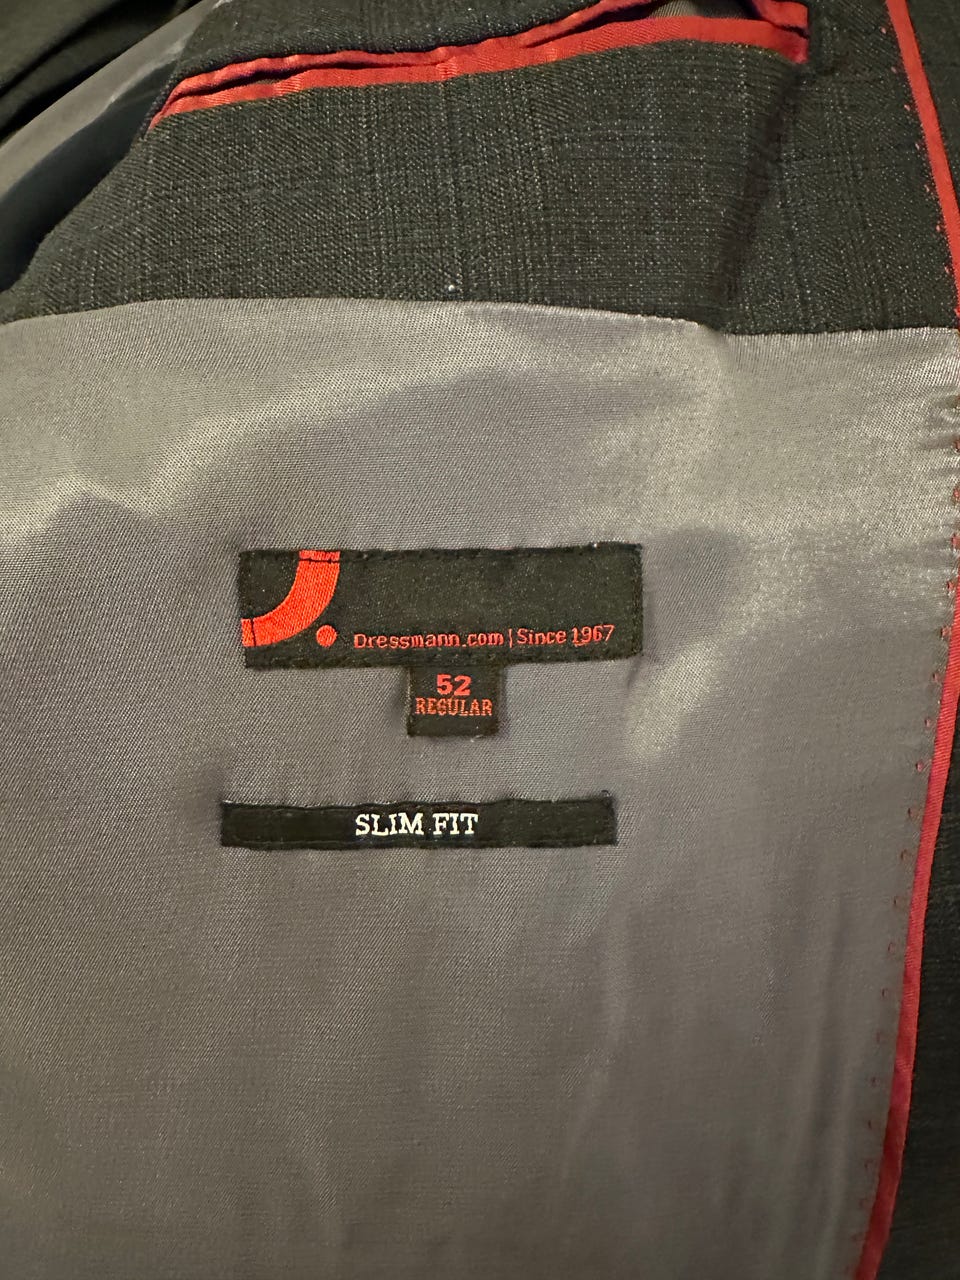 Dressmann.com|Since 1967
52
REGULAR
SLIM FIT